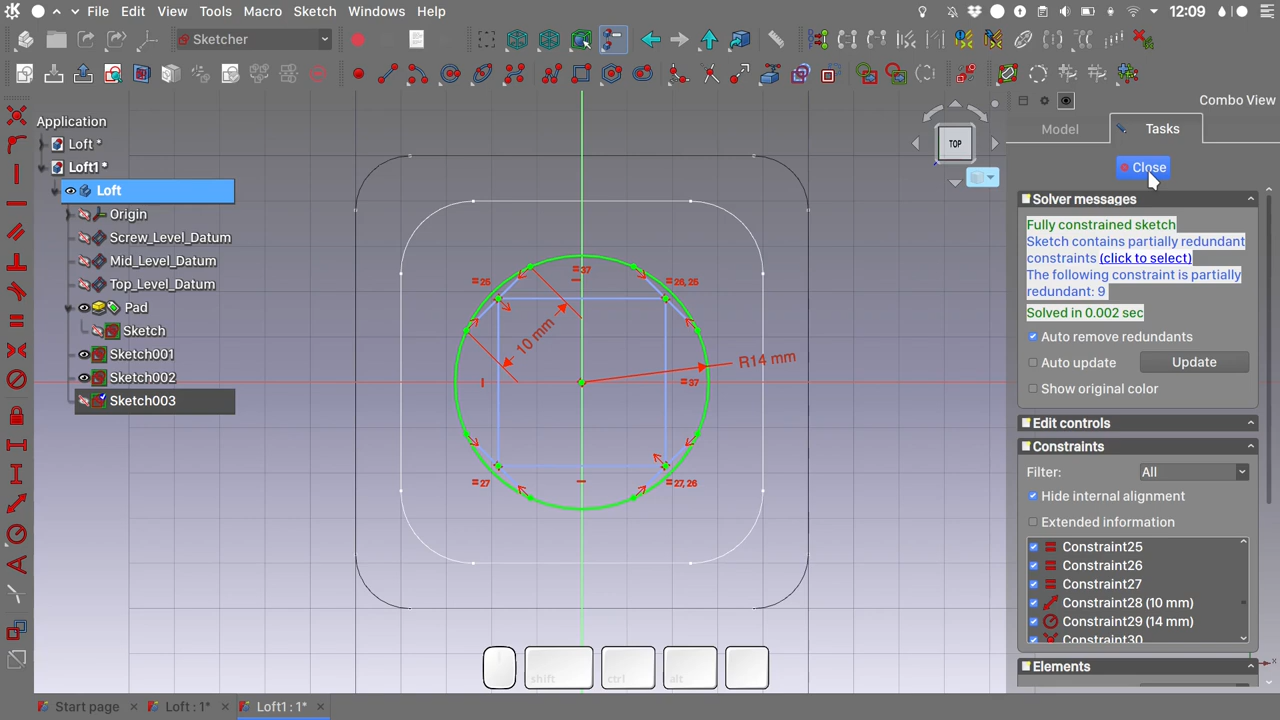 File Edit View Tools Macro Sketch Windows Help 12:09
Sketcher
Combo View
Model Tasks
Close
Application
Loft *
Loft1 *
Loft
Origin
Screw_Level_Datum
Mid_Level_Datum
Top_Level_Datum
Pad
Sketch
Sketch001
Sketch002
Sketch003
TOP
=37
=25
=26, 25
10 mm
R14 mm
=37
=27
=27, 26
Solver messages
Fully constrained sketch
Sketch contains partially redundant
constraints (click to select)
The following constraint is partially
redundant: 9
Solved in 0.002 sec
Auto remove redundants
Auto update Update
Show original color
Edit controls
Constraints
Filter: All
Hide internal alignment
Extended information
Constraint25
Constraint26
Constraint27
Constraint28 (10 mm)
Constraint29 (14 mm)
Constraint30
Elements
x
shift ctrl alt
Start page Loft : 1* Loft1 : 1*